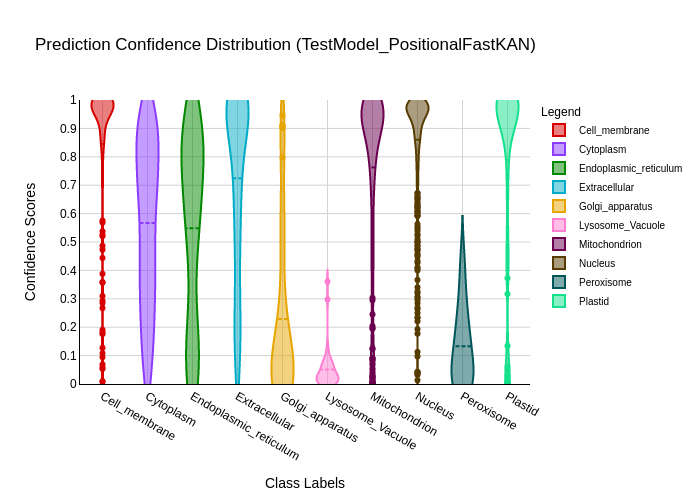 Prediction Confidence Distribution (TestModel_PositionalFastKAN)
Legend
Cell_membrane
Cytoplasm
Endoplasmic_reticulum
Extracellular
Golgi_apparatus
Lysosome_Vacuole
Mitochondrion
Nucleus
Peroxisome
Plastid
Confidence Scores
1
0.9
0.8
0.7
0.6
0.5
0.4
0.3
0.2
0.1
0
Cell_membrane
Cytoplasm
Endoplasmic_reticulum
Extracellular
Golgi_apparatus
Lysosome_Vacuole
Mitochondrion
Nucleus
Peroxisome
Plastid
Class Labels